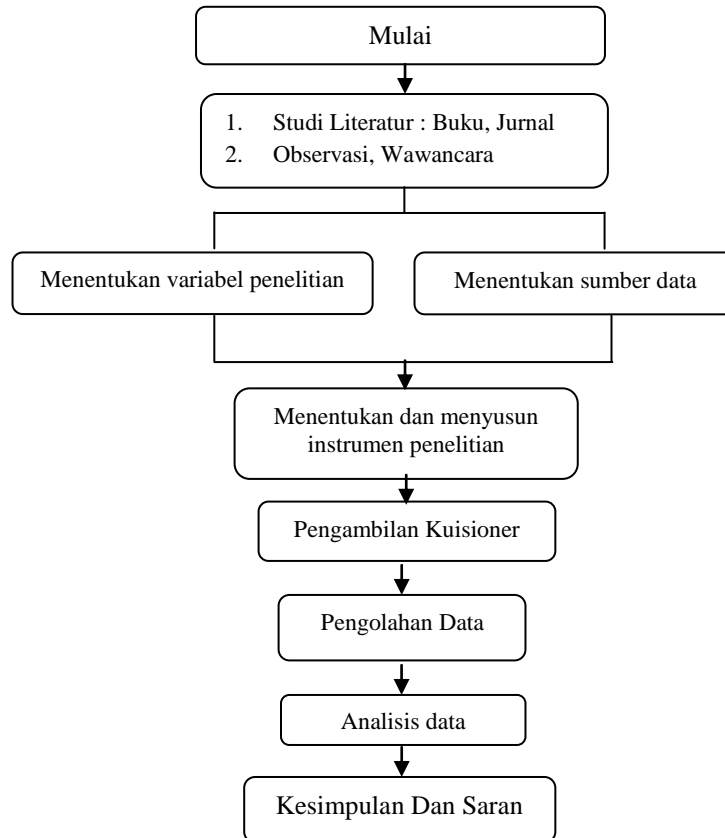 Mulai
1. Studi Literatur : Buku, Jurnal
2. Observasi, Wawancara
Menentukan variabel penelitian
Menentukan sumber data
Menentukan dan menyusun
instrumen penelitian
Pengambilan Kuisioner
Pengolahan Data
Analisis data
Kesimpulan Dan Saran